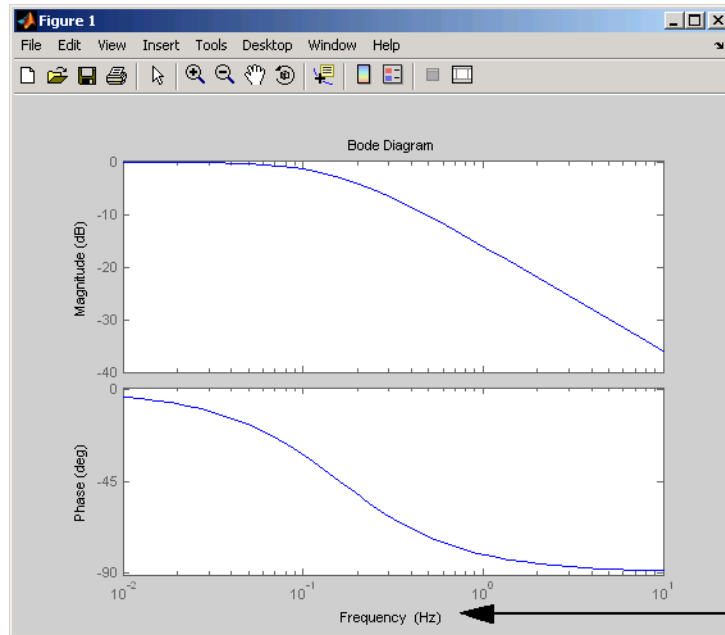 Figure 1
File Edit View Insert Tools Desktop Window Help
Bode Diagram
Magnitude (dB)
0
-10
-20
-30
-40
Phase (deg)
0
-45
-90
10^-2 10^-1 10^0 10^1
Frequency (Hz)